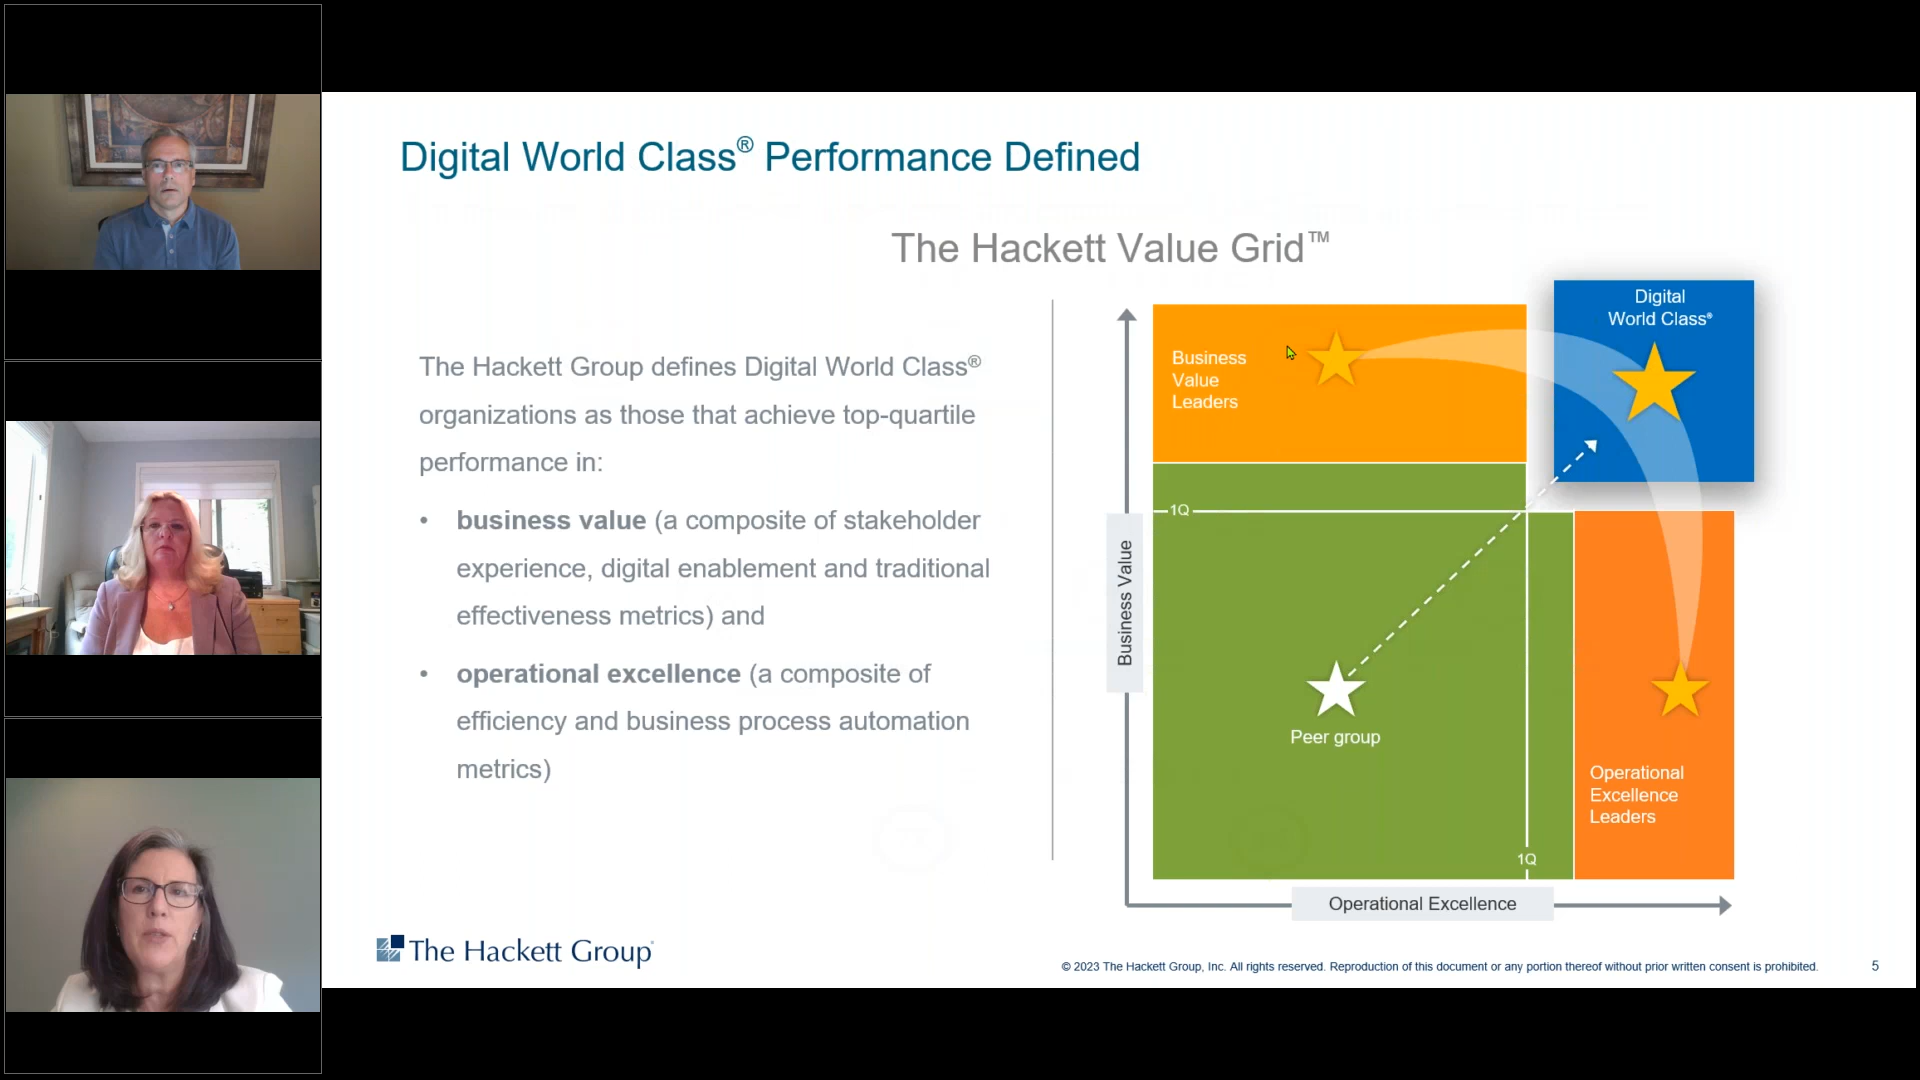 Digital World Class® Performance Defined
The Hackett Value Grid™
The Hackett Group defines Digital World Class®
organizations as those that achieve top-quartile
performance in:
• business value (a composite of stakeholder
experience, digital enablement and traditional
effectiveness metrics) and
• operational excellence (a composite of
efficiency and business process automation
metrics)
Business Value
Business
Value
Leaders
Digital
World Class®
1Q
Peer group
Operational
Excellence
Leaders
1Q
Operational Excellence
The Hackett Group
© 2023 The Hackett Group, Inc. All rights reserved. Reproduction of this document or any portion thereof without prior written consent is prohibited.
5